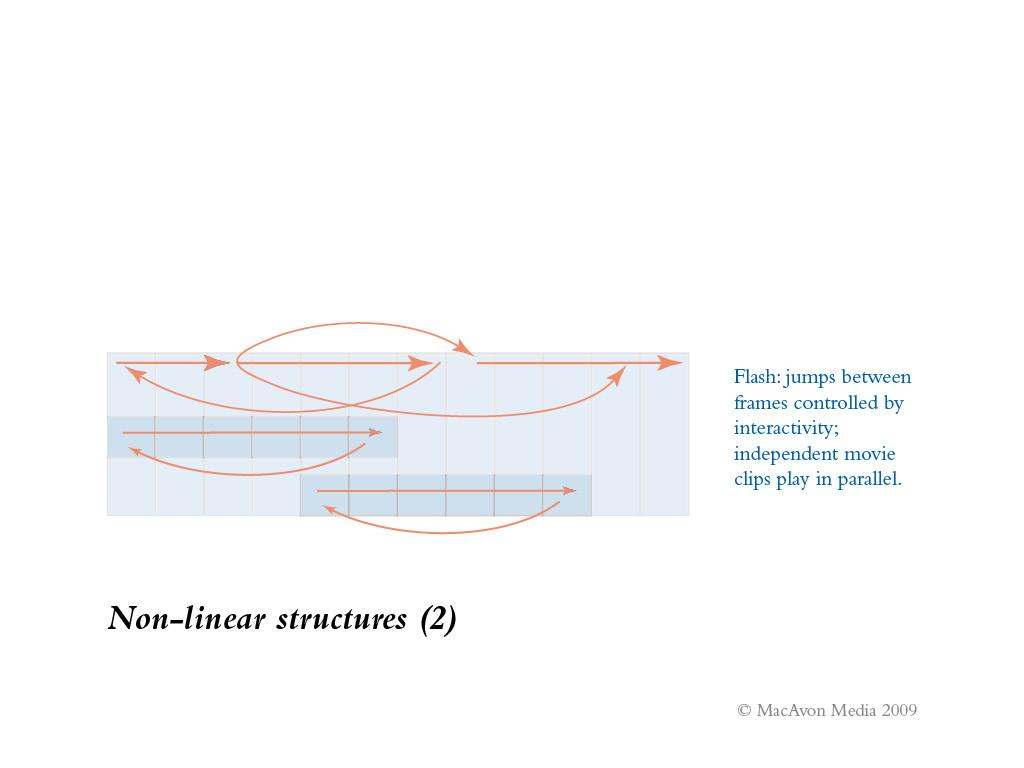 Flash: jumps between
frames controlled by
interactivity;
independent movie
clips play in parallel.
Non-linear structures (2)
© MacAvon Media 2009